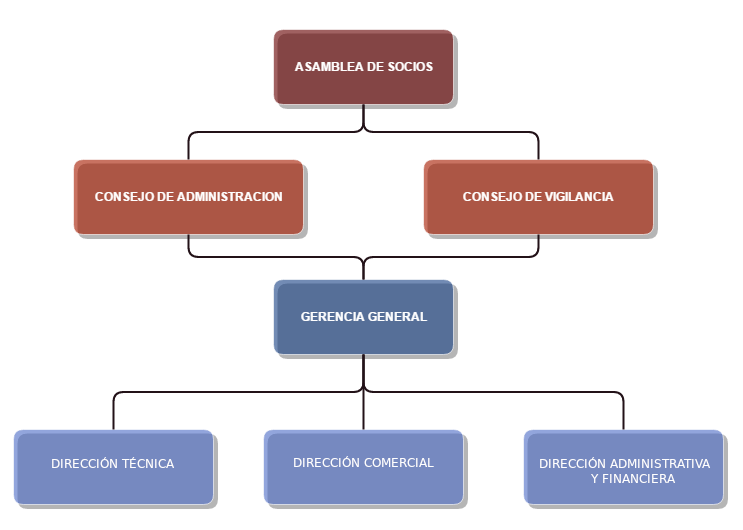 ASAMBLEA DE SOCIOS
CONSEJO DE ADMINISTRACION
CONSEJO DE VIGILANCIA
GERENCIA GENERAL
DIRECCIÓN TÉCNICA
DIRECCIÓN COMERCIAL
DIRECCIÓN ADMINISTRATIVA
Y FINANCIERA